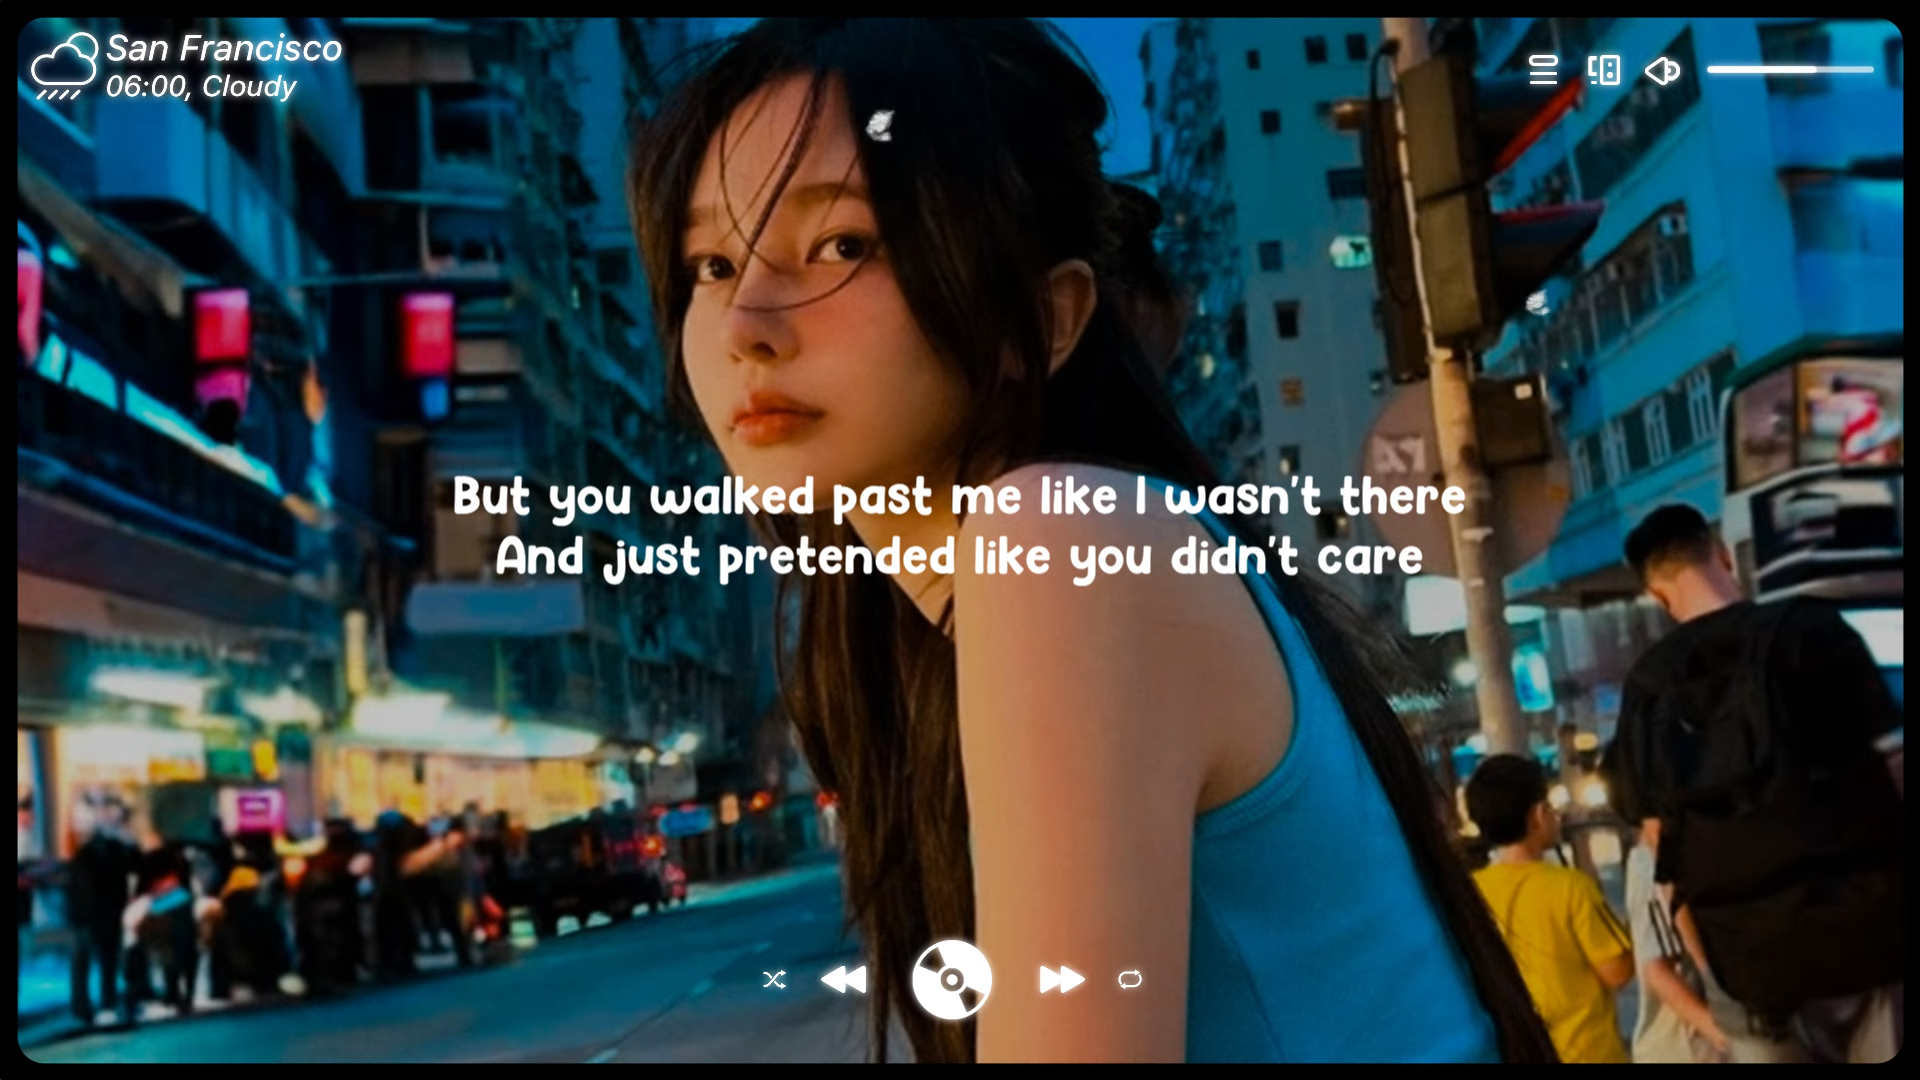 San Francisco
06:00, Cloudy
But you walked past me like I wasn't there
And just pretended like you didn't care